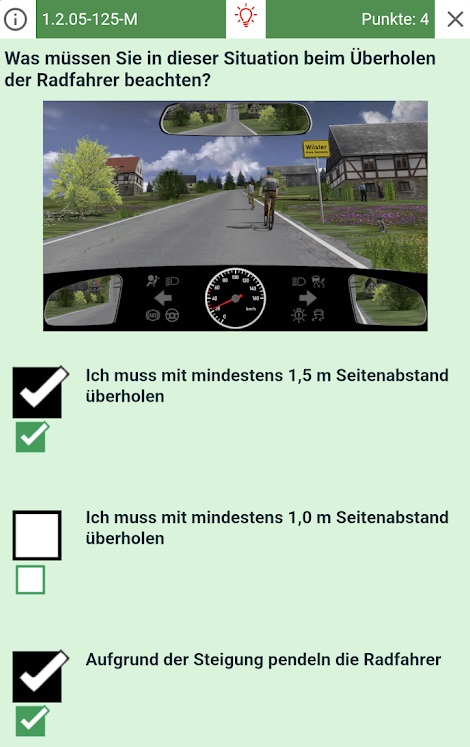 1.2.05-125-M
Punkte: 4
Was müssen Sie in dieser Situation beim Überholen
der Radfahrer beachten?
Wilster
Ich muss mit mindestens 1,5 m Seitenabstand
überholen
Ich muss mit mindestens 1,0 m Seitenabstand
überholen
Aufgrund der Steigung pendeln die Radfahrer